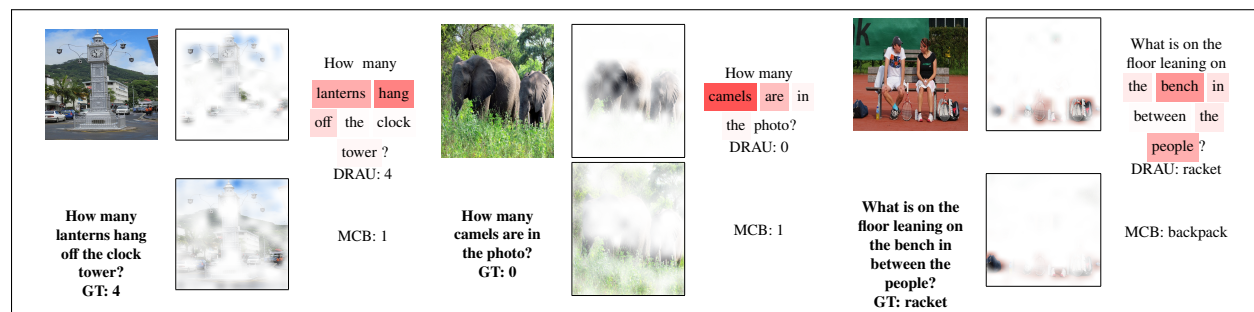 How many
lanterns hang
off the clock
tower ?
DRAU: 4
How many
lanterns hang
off the clock
tower?
GT: 4
MCB: 1
How many
camels are in
the photo?
DRAU: 0
How many
camels are in
the photo?
GT: 0
MCB: 1
What is on the
floor leaning on
the bench in
between the
people ?
DRAU: racket
What is on the
floor leaning on
the bench in
between the
people?
GT: racket
MCB: backpack